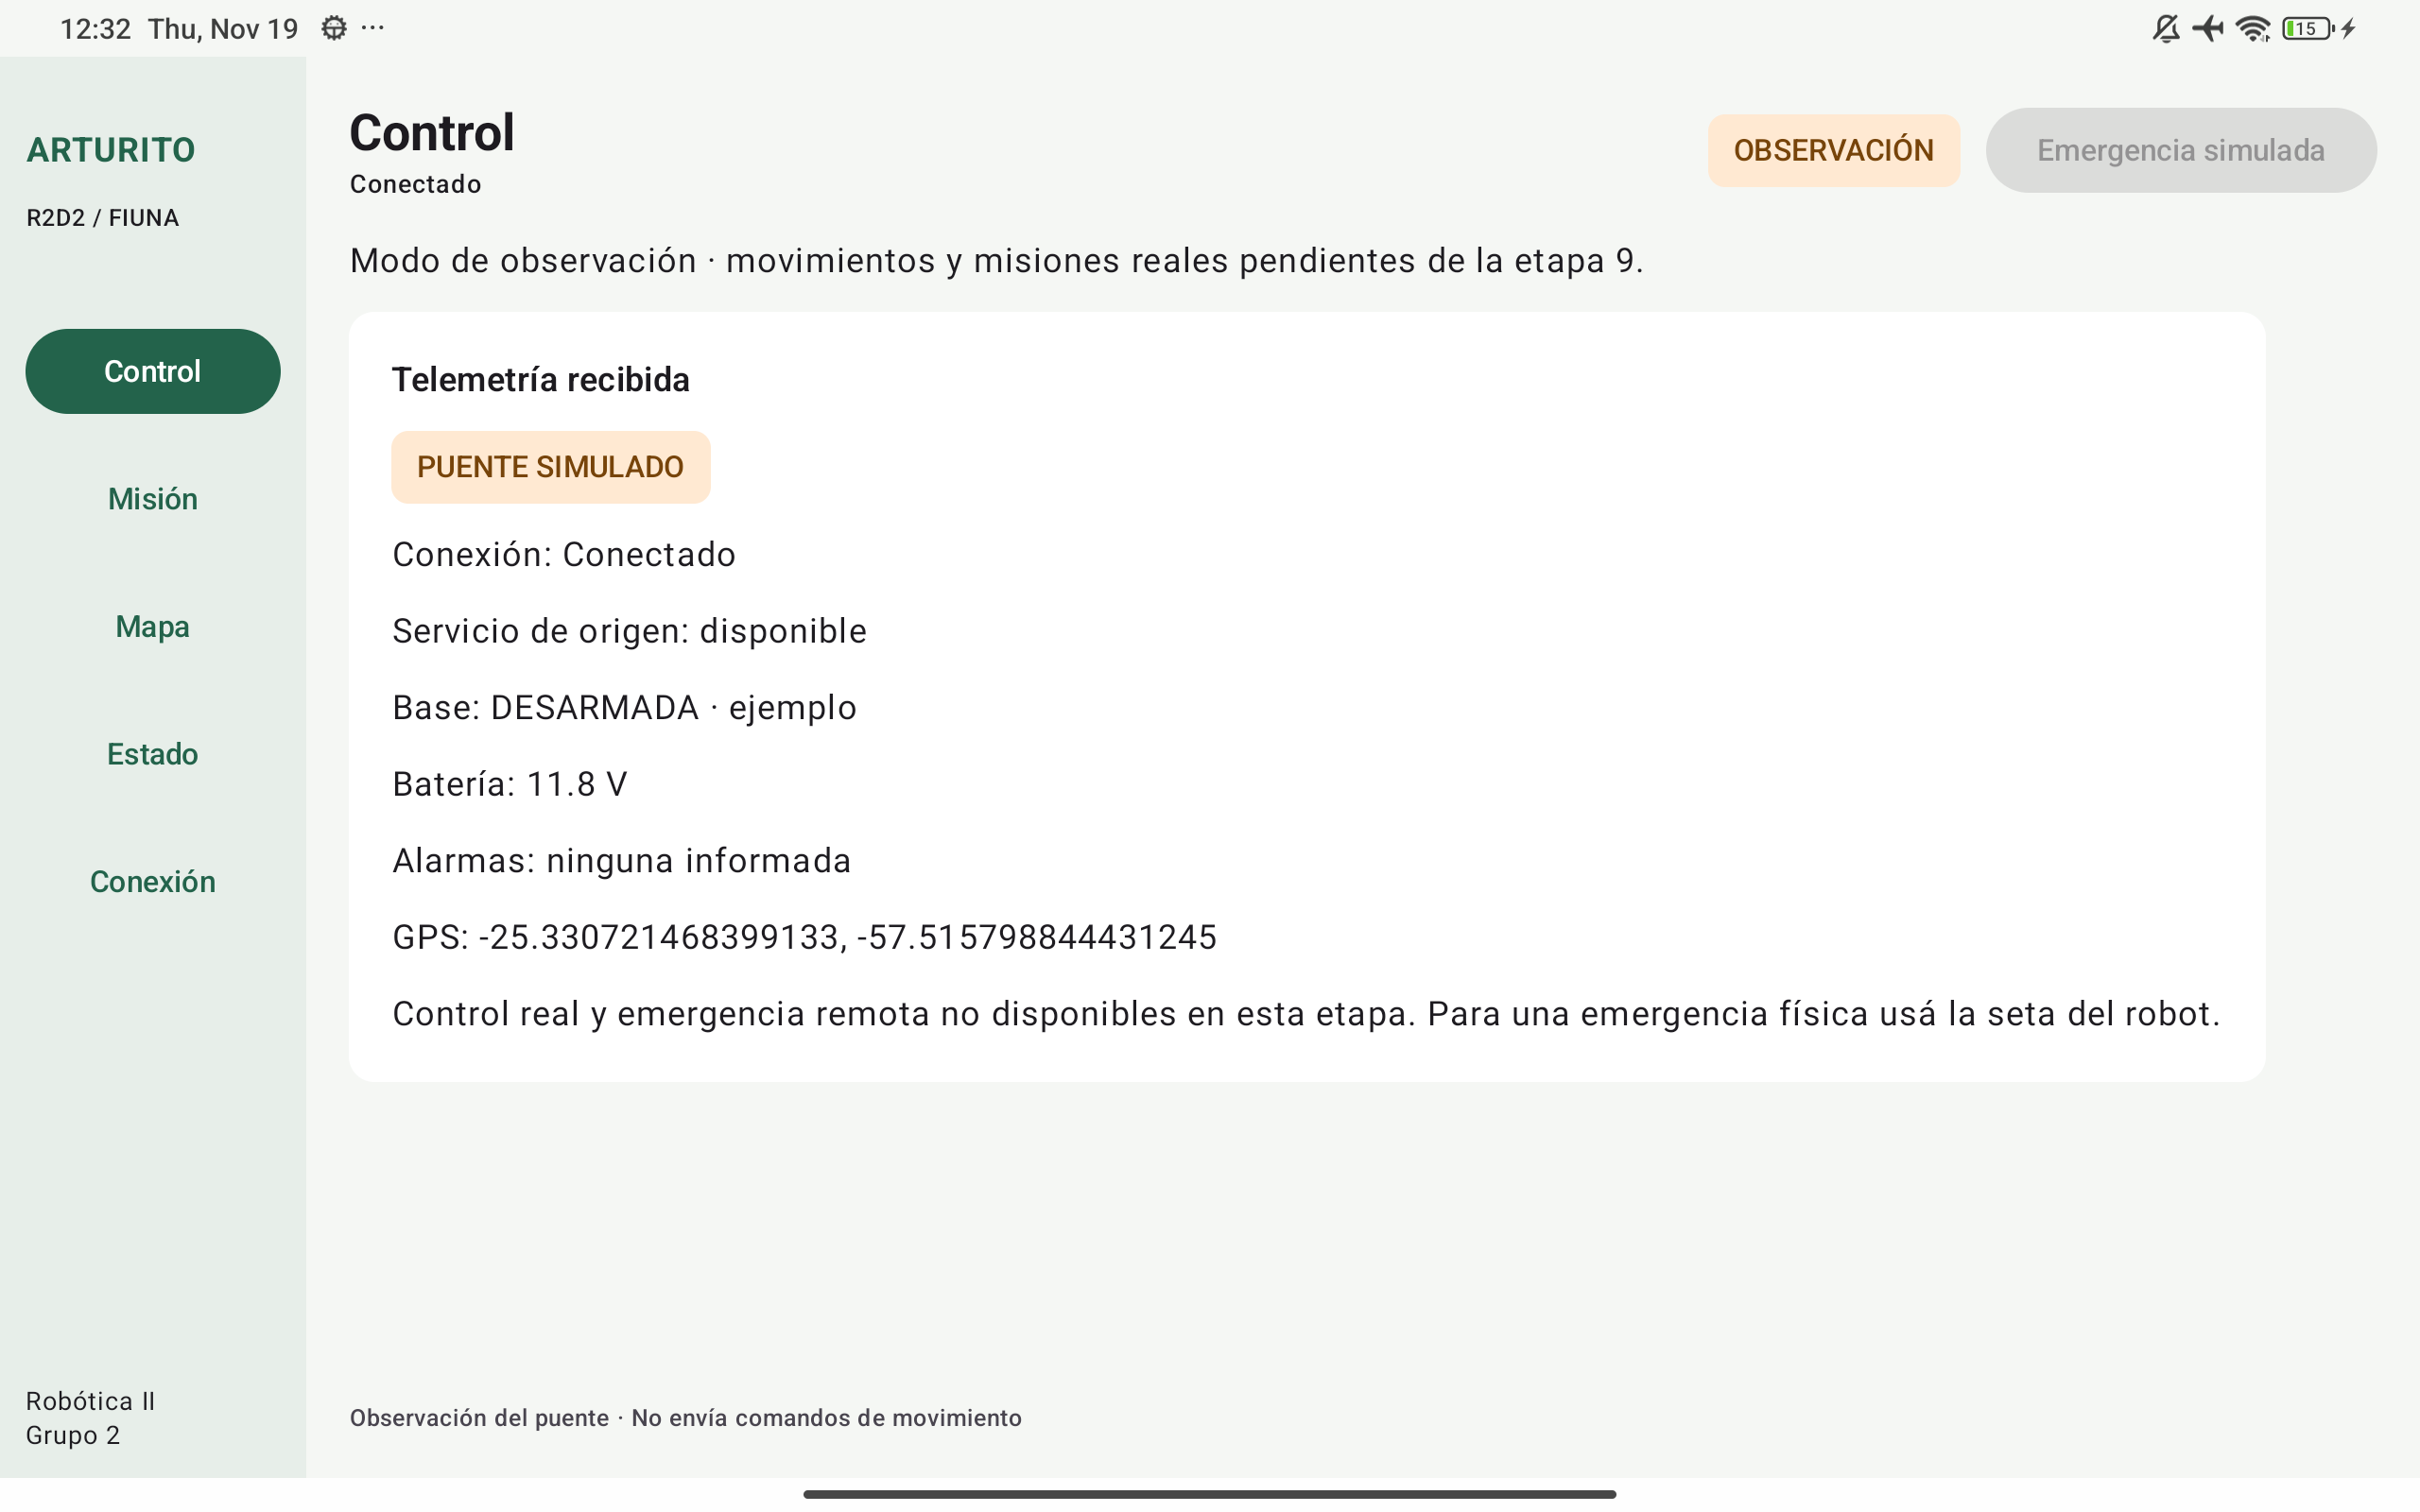 12:32 Thu, Nov 19 ···
15
ARTURITO
R2D2 / FIUNA
Control
Misión
Mapa
Estado
Conexión
Robótica II
Grupo 2
Control
Conectado
OBSERVACIÓN
Emergencia simulada
Modo de observación · movimientos y misiones reales pendientes de la etapa 9.
Telemetría recibida
PUENTE SIMULADO
Conexión: Conectado
Servicio de origen: disponible
Base: DESARMADA · ejemplo
Batería: 11.8 V
Alarmas: ninguna informada
GPS: -25.330721468399133, -57.515798844431245
Control real y emergencia remota no disponibles en esta etapa. Para una emergencia física usá la seta del robot.
Observación del puente · No envía comandos de movimiento